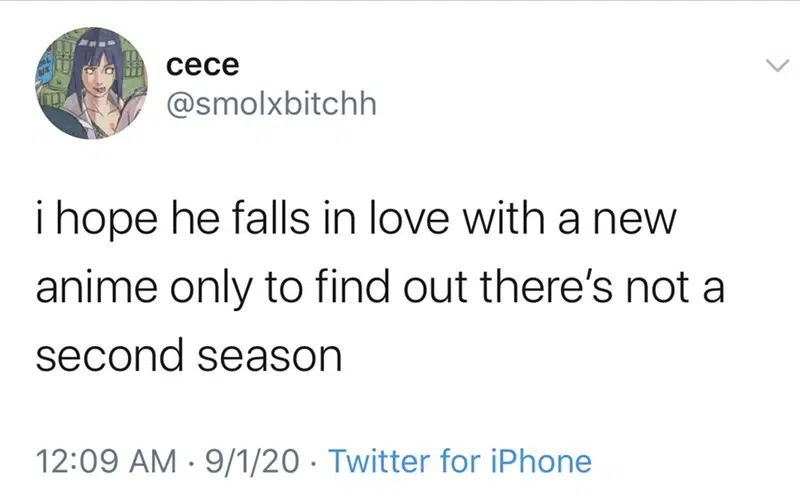 cece
@smolxbitchh
i hope he falls in love with a new
anime only to find out there's not a
second season
12:09 AM · 9/1/20 · Twitter for iPhone